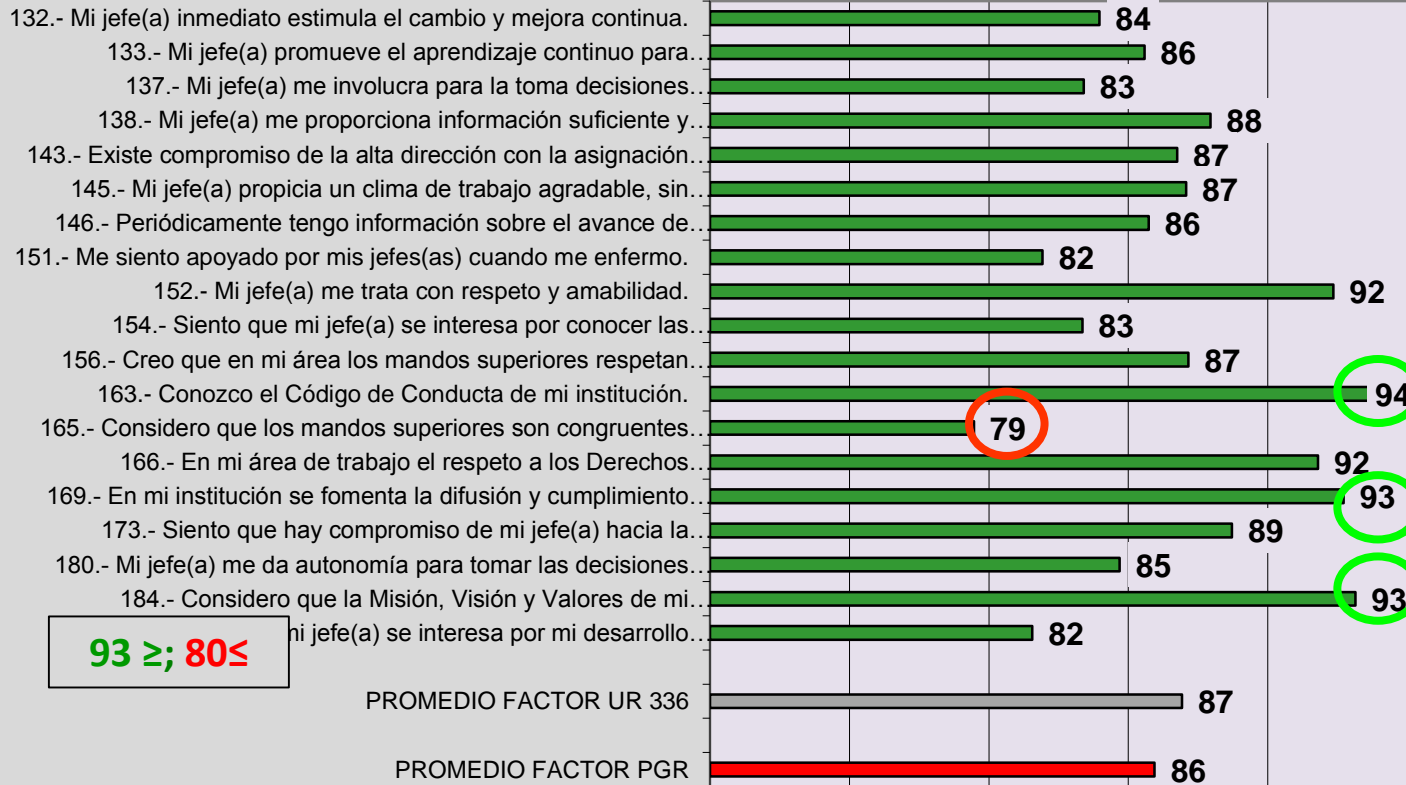 132.- Mi jefe(a) inmediato estimula el cambio y mejora continua. 84
133.- Mi jefe(a) promueve el aprendizaje continuo para… 86
137.- Mi jefe(a) me involucra para la toma decisiones… 83
138.- Mi jefe(a) me proporciona información suficiente y… 88
143.- Existe compromiso de la alta dirección con la asignación… 87
145.- Mi jefe(a) propicia un clima de trabajo agradable, sin… 87
146.- Periódicamente tengo información sobre el avance de… 86
151.- Me siento apoyado por mis jefes(as) cuando me enfermo. 82
152.- Mi jefe(a) me trata con respeto y amabilidad. 92
154.- Siento que mi jefe(a) se interesa por conocer las… 83
156.- Creo que en mi área los mandos superiores respetan… 87
163.- Conozco el Código de Conducta de mi institución. 94
165.- Considero que los mandos superiores son congruentes… 79
166.- En mi área de trabajo el respeto a los Derechos… 92
169.- En mi institución se fomenta la difusión y cumplimiento… 93
173.- Siento que hay compromiso de mi jefe(a) hacia la… 89
180.- Mi jefe(a) me da autonomía para tomar las decisiones… 85
184.- Considero que la Misión, Visión y Valores de mi… 93
jefe(a) se interesa por mi desarrollo… 82
93 ≥; 80≤
PROMEDIO FACTOR UR 336 87
PROMEDIO FACTOR PGR 86